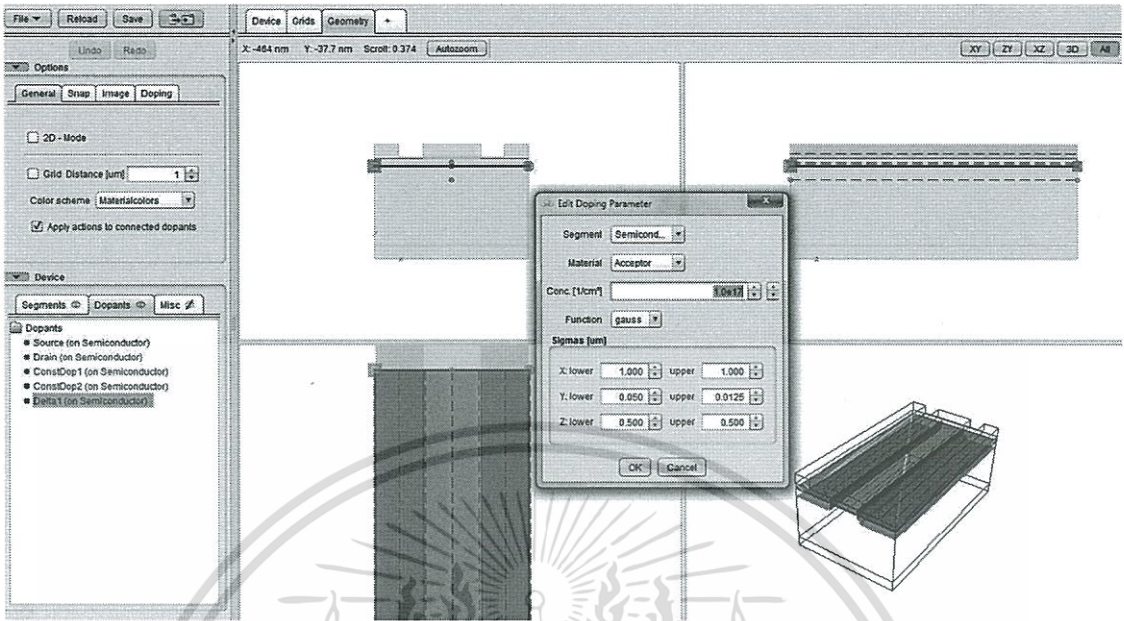 File Reload Save
Undo Redo
Options
General Snap Image Doping
2D - Mode
Grid Distance [um] 1
Color scheme Materialcolors
Apply actions to connected dopants
Device
Segments Dopants Misc
Dopants
Source (on Semiconductor)
Drain (on Semiconductor)
ConstDop1 (on Semiconductor)
ConstDop2 (on Semiconductor)
Delta1 (on Semiconductor)
Device Grids Geometry +
X: -464 nm Y: -37.7 nm Scroll: 0.374 Autozoom
XY ZY XZ 3D All
Edit Doping Parameter X
Segment Semicond...
Material Acceptor
Conc. [1/cm³] 1.0e17
Function gauss
Sigmas [um]
X: lower 1.000 upper 1.000
Y: lower 0.050 upper 0.0125
Z: lower 0.500 upper 0.500
OK Cancel